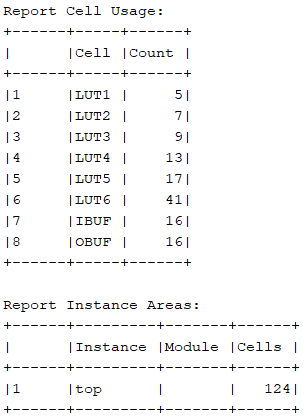 Report Cell Usage:
+------+-----+------+
|      |Cell |Count |
+------+-----+------+
|1     |LUT1 |     5|
|2     |LUT2 |     7|
|3     |LUT3 |     9|
|4     |LUT4 |    13|
|5     |LUT5 |    17|
|6     |LUT6 |    41|
|7     |IBUF |    16|
|8     |OBUF |    16|
+------+-----+------+
Report Instance Areas:
+------+---------+-------+------+
|      |Instance |Module |Cells |
+------+---------+-------+------+
|1     |top      |       |   124|